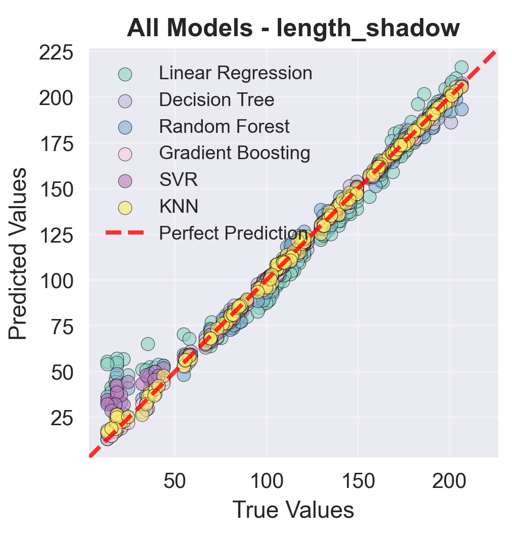 All Models - length_shadow
225
200
175
150
125
100
75
50
25
Predicted Values
Linear Regression
Decision Tree
Random Forest
Gradient Boosting
SVR
KNN
Perfect Prediction
50 100 150 200
True Values